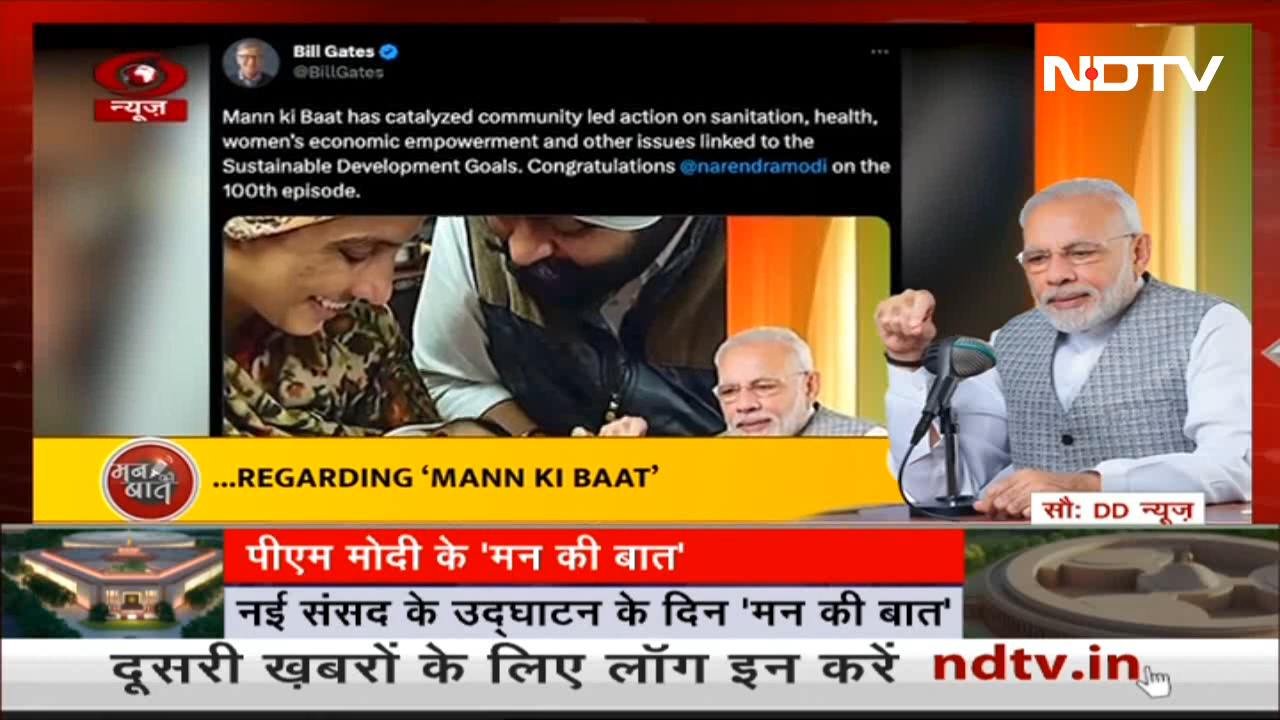 NDTV
न्यूज़
Bill Gates
@BillGates
Mann ki Baat has catalyzed community led action on sanitation, health,
women's economic empowerment and other issues linked to the
Sustainable Development Goals. Congratulations @narendramodi on the
100th episode.
मन की बात
...REGARDING ‘MANN KI BAAT’
सौ: DD न्यूज़
पीएम मोदी के 'मन की बात'
नई संसद के उद्घाटन के दिन 'मन की बात'
दूसरी ख़बरों के लिए लॉग इन करें ndtv.in